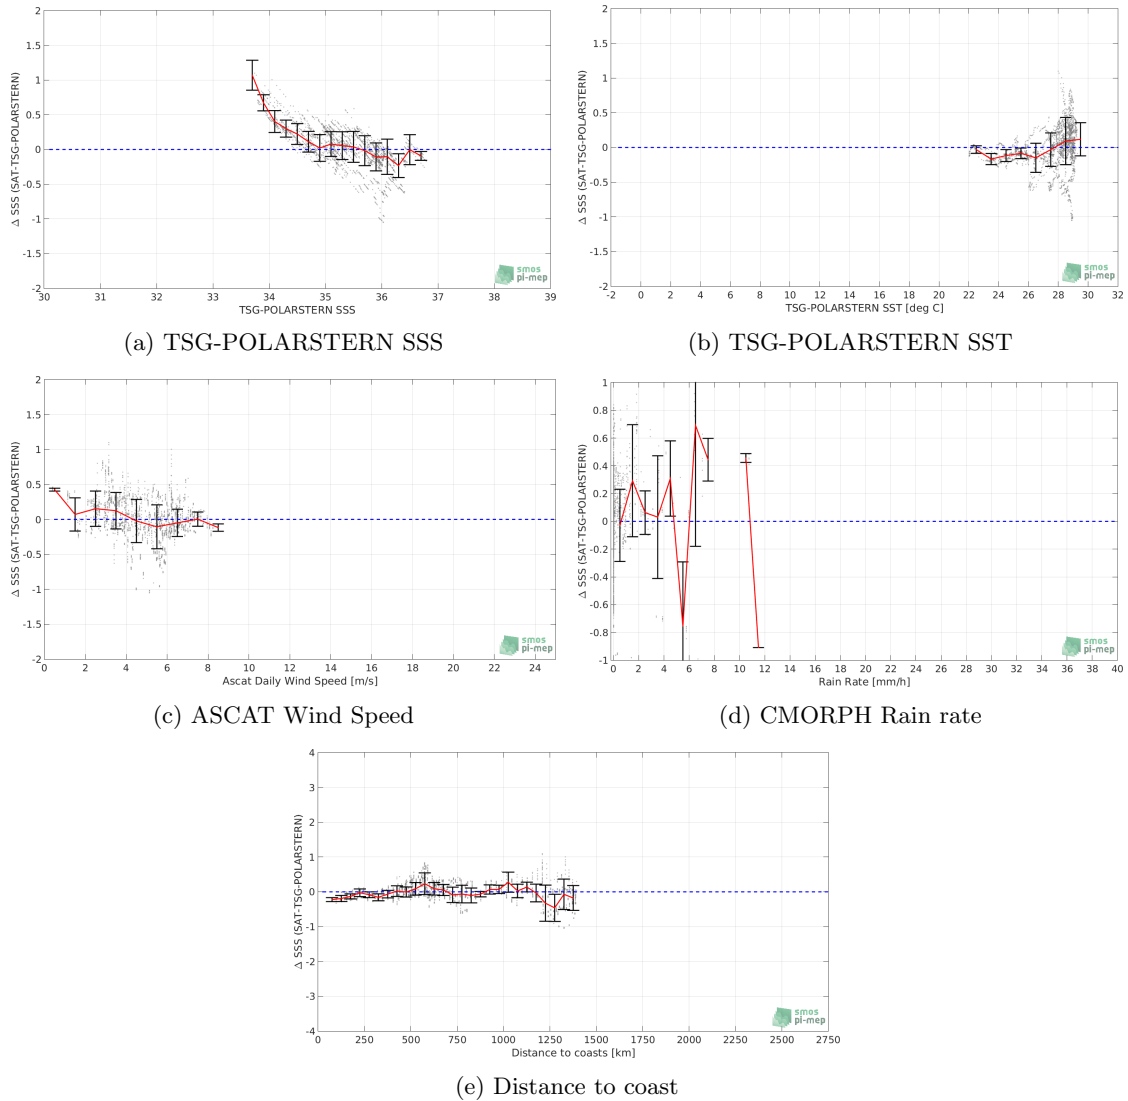 2
1.5
1
0.5
0
-0.5
-1
-1.5
-2
Δ SSS (SAT-TSG-POLARSTERN)
30 31 32 33 34 35 36 37 38 39
TSG-POLARSTERN SSS
smos
pi-mep
(a) TSG-POLARSTERN SSS
2
1.5
1
0.5
0
-0.5
-1
-1.5
-2
Δ SSS (SAT-TSG-POLARSTERN)
-2 0 2 4 6 8 10 12 14 16 18 20 22 24 26 28 30 32
TSG-POLARSTERN SST [deg C]
smos
pi-mep
(b) TSG-POLARSTERN SST
2
1.5
1
0.5
0
-0.5
-1
-1.5
-2
Δ SSS (SAT-TSG-POLARSTERN)
0 2 4 6 8 10 12 14 16 18 20 22 24
Ascat Daily Wind Speed [m/s]
smos
pi-mep
(c) ASCAT Wind Speed
1
0.8
0.6
0.4
0.2
0
-0.2
-0.4
-0.6
-0.8
-1
Δ SSS (SAT-TSG-POLARSTERN)
0 2 4 6 8 10 12 14 16 18 20 22 24 26 28 30 32 34 36 38 40
Rain Rate [mm/h]
smos
pi-mep
(d) CMORPH Rain rate
4
3
2
1
0
-1
-2
-3
-4
Δ SSS (SAT-TSG-POLARSTERN)
0 250 500 750 1000 1250 1500 1750 2000 2250 2500 2750
Distance to coasts [km]
smos
pi-mep
(e) Distance to coast